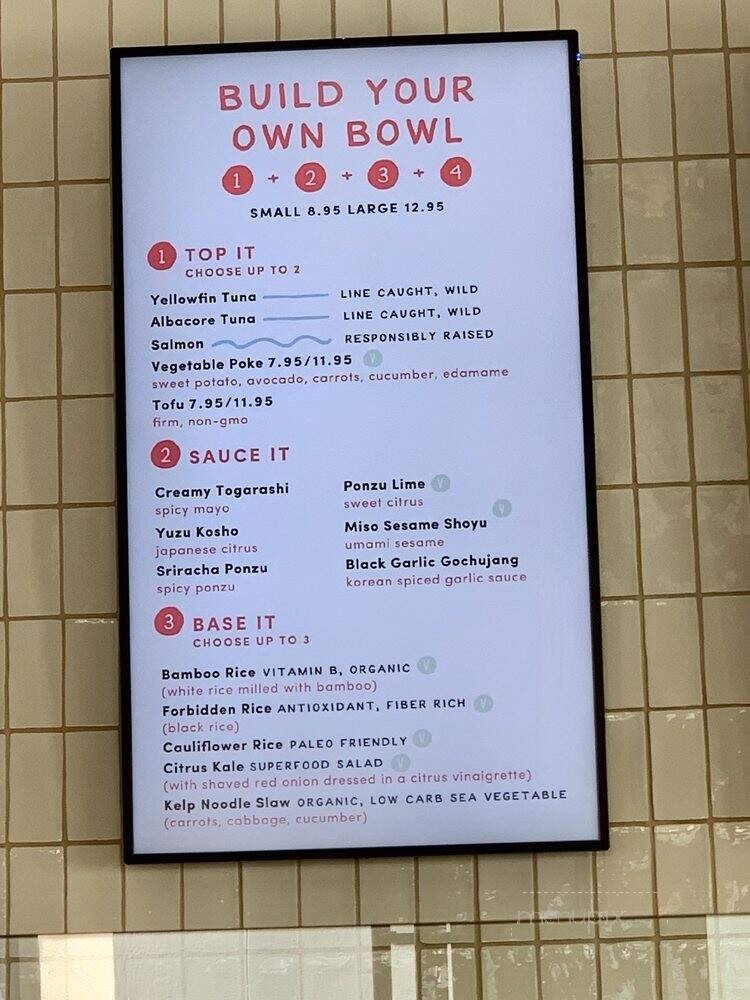 BUILD YOUR
OWN BOWL
1 + 2 + 3 + 4
SMALL 8.95 LARGE 12.95
1 TOP IT
CHOOSE UP TO 2
Yellowfin Tuna LINE CAUGHT, WILD
Albacore Tuna LINE CAUGHT, WILD
Salmon RESPONSIBLY RAISED
Vegetable Poke 7.95/11.95 V
sweet potato, avocado, carrots, cucumber, edamame
Tofu 7.95/11.95
firm, non-gmo
2 SAUCE IT
Creamy Togarashi
spicy mayo
Yuzu Kosho
japanese citrus
Sriracha Ponzu
spicy ponzu
Ponzu Lime V
sweet citrus
Miso Sesame Shoyu V
umami sesame
Black Garlic Gochujang
korean spiced garlic sauce
3 BASE IT
CHOOSE UP TO 3
Bamboo Rice VITAMIN B, ORGANIC V
(white rice milled with bamboo)
Forbidden Rice ANTIOXIDANT, FIBER RICH V
(black rice)
Cauliflower Rice PALEO FRIENDLY V
Citrus Kale SUPERFOOD SALAD V
(with shaved red onion dressed in a citrus vinaigrette)
Kelp Noodle Slaw ORGANIC, LOW CARB SEA VEGETABLE
(carrots, cabbage, cucumber)